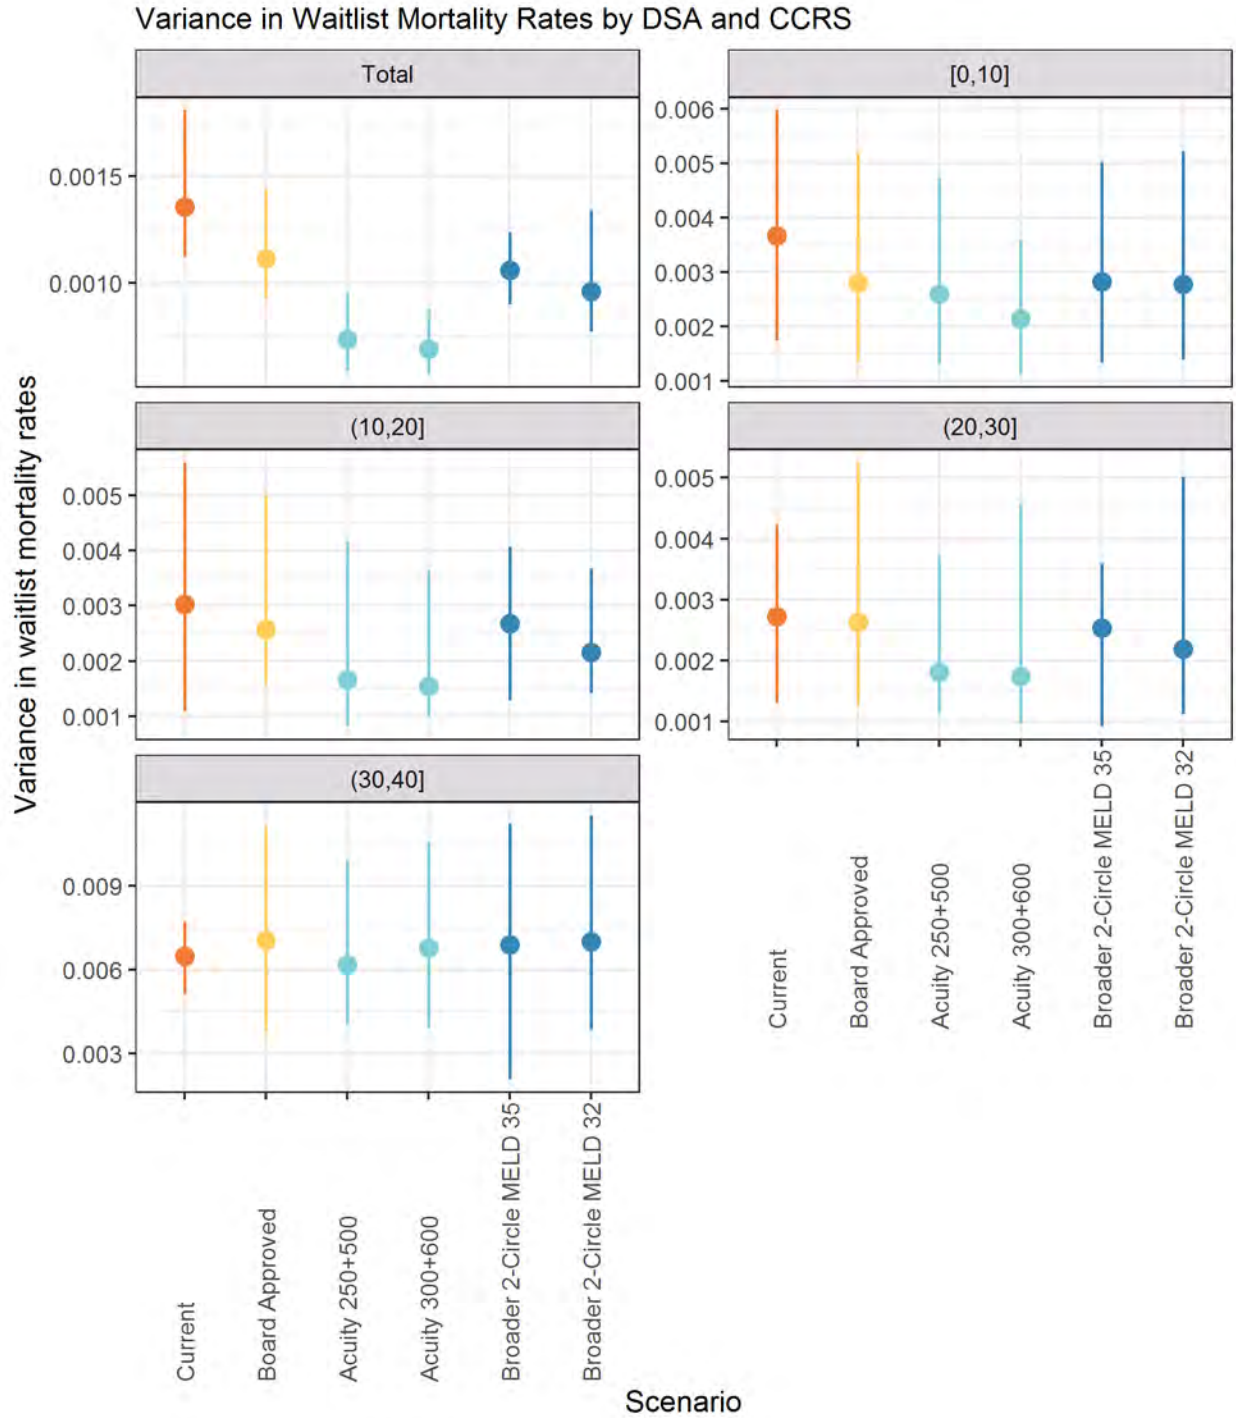 Variance in Waitlist Mortality Rates by DSA and CCRS
Variance in waitlist mortality rates
Total
0.0015
0.0010
[0,10]
0.006
0.005
0.004
0.003
0.002
0.001
(10,20]
0.005
0.004
0.003
0.002
0.001
(20,30]
0.005
0.004
0.003
0.002
0.001
Current
Board Approved
Acuity 250+500
Acuity 300+600
Broader 2-Circle MELD 35
Broader 2-Circle MELD 32
(30,40]
0.009
0.006
0.003
Current
Board Approved
Acuity 250+500
Acuity 300+600
Broader 2-Circle MELD 35
Broader 2-Circle MELD 32
Scenario